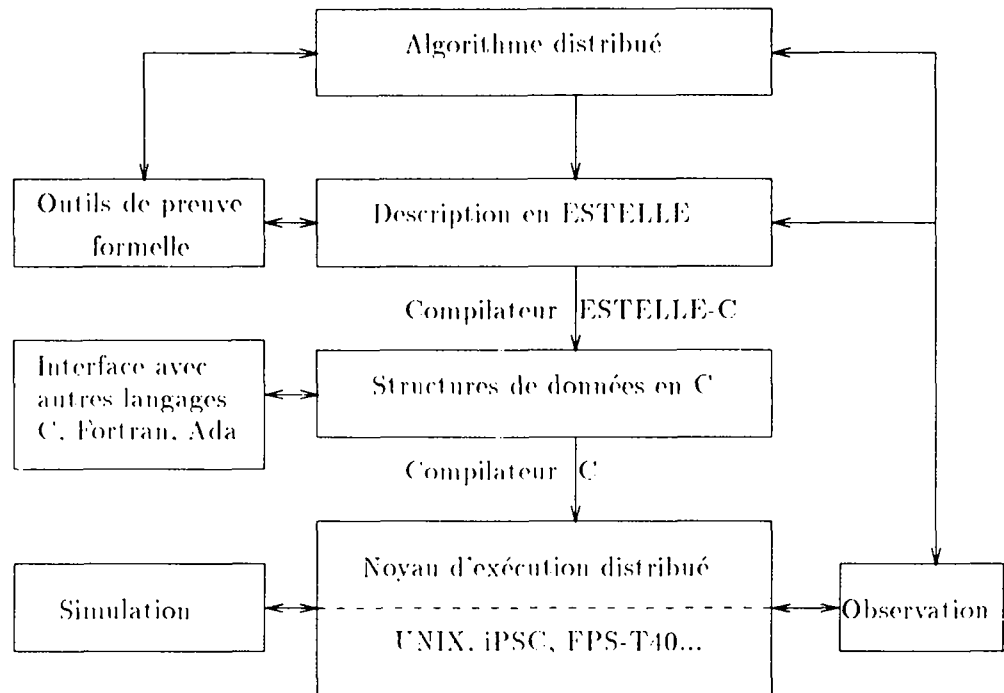 Algorithme distribué
Outils de preuve
formelle
Description en ESTELLE
Compilateur ESTELLE-C
Interface avec
autres langages
C, Fortran, Ada
Structures de données en C
Compilateur C
Noyau d'exécution distribué
Simulation
UNIX, iPSC, FPS-T40...
Observation